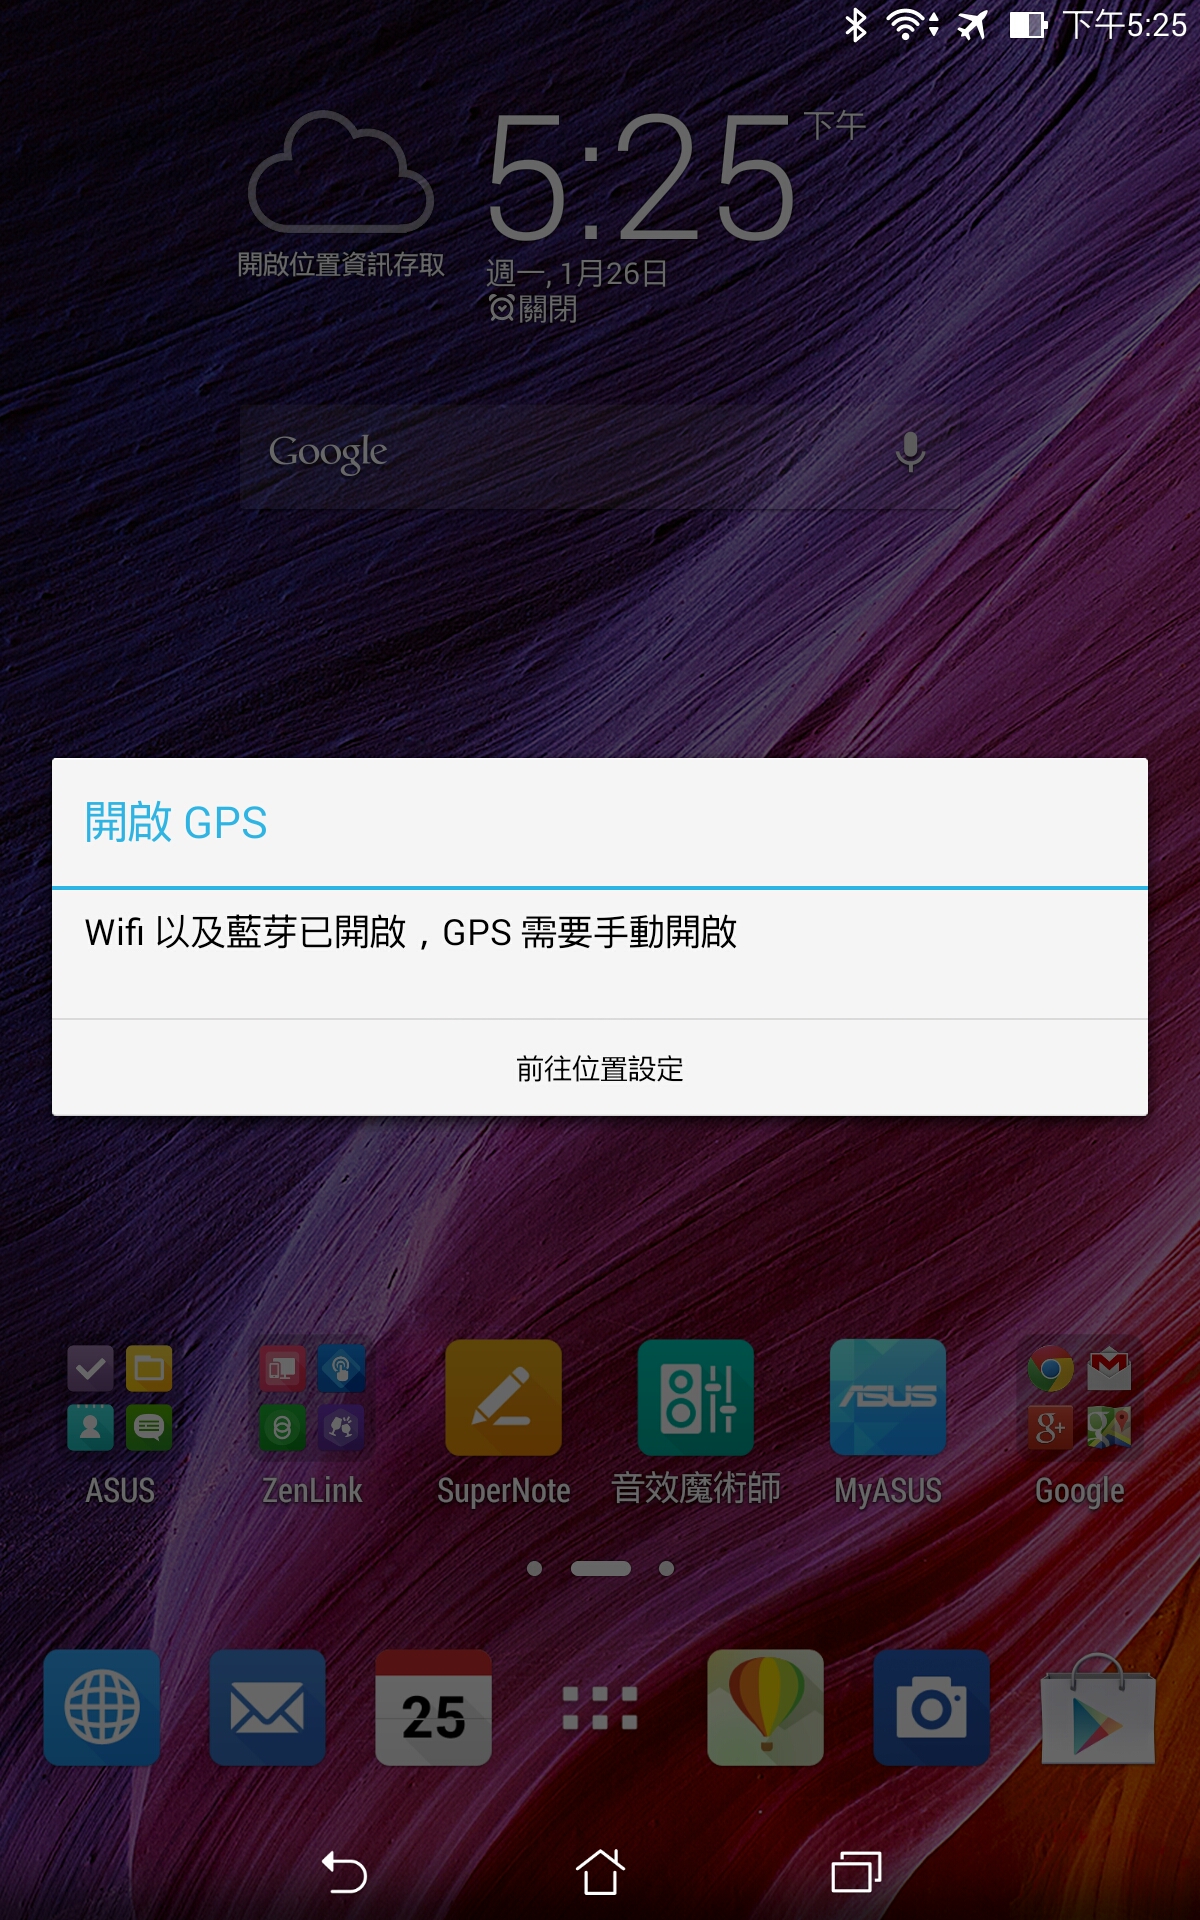 下午5:25
5:25 下午
開啟位置資訊存取
週一, 1月26日
關閉
Google
開啟 GPS
Wifi 以及藍芽已開啟，GPS 需要手動開啟
前往位置設定
g+
g
ASUS
ASUS
ZenLink
SuperNote
音效魔術師
MyASUS
Google
25